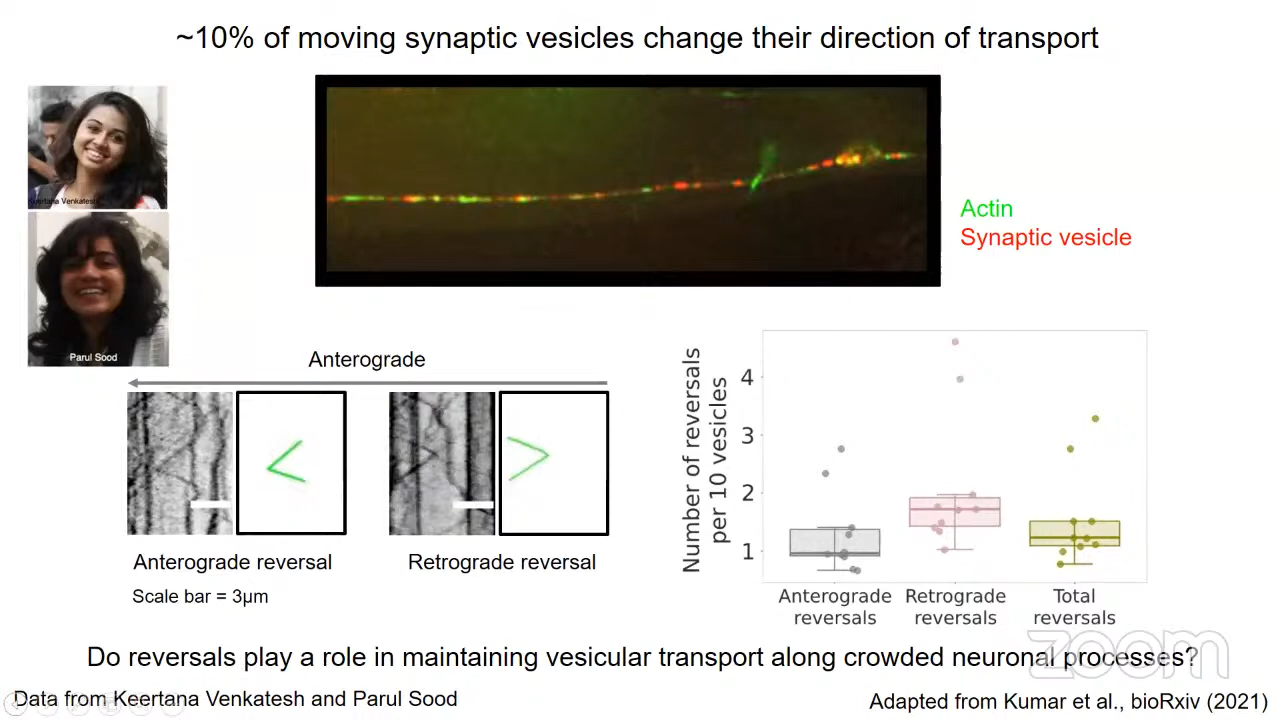 ~10% of moving synaptic vesicles change their direction of transport
Keertana Venkatesh
Parul Sood
Actin
Synaptic vesicle
Anterograde
Anterograde reversal
Retrograde reversal
Scale bar = 3µm
Number of reversals
per 10 vesicles
4
3
2
1
Anterograde
reversals
Retrograde
reversals
Total
reversals
zoom
Do reversals play a role in maintaining vesicular transport along crowded neuronal processes?
Data from Keertana Venkatesh and Parul Sood
Adapted from Kumar et al., bioRxiv (2021)